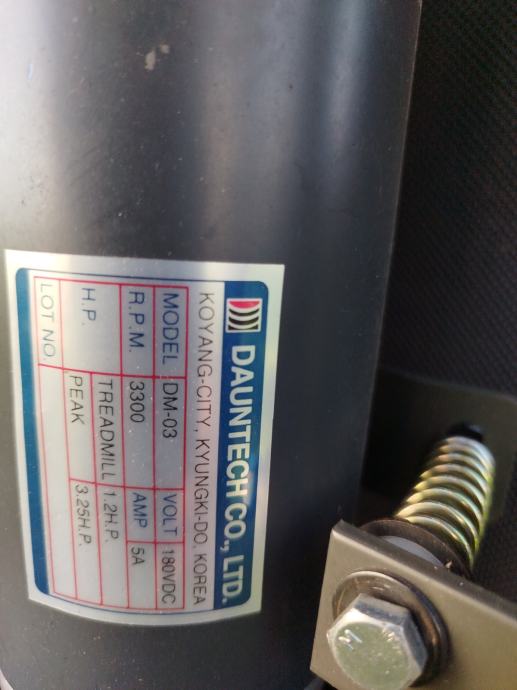 DAUNTECH CO., LTD.
KOYANG-CITY, KYUNGKI-DO, KOREA
MODEL DM-03 VOLT 180VDC
R.P.M. 3300 AMP 5A
H.P. TREADMILL 1.2H.P.
PEAK 3.25H.P.
LOT NO.